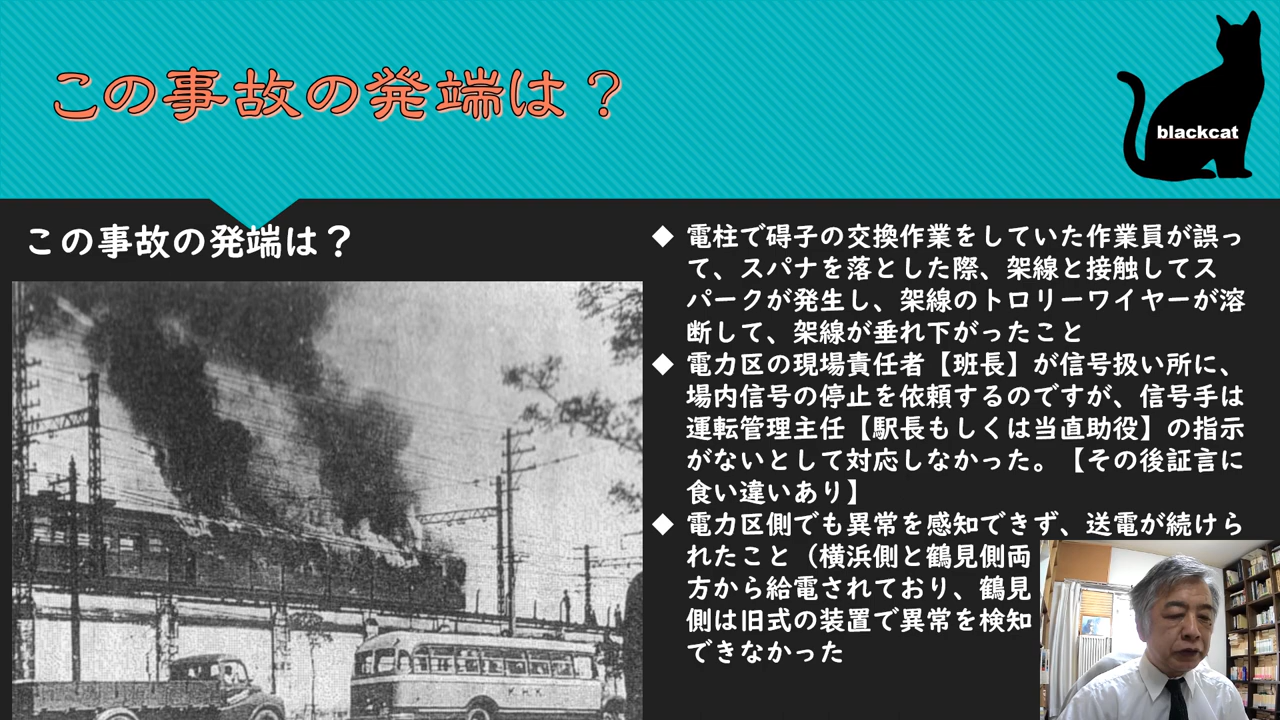 この事故の発端は？
blackcat
この事故の発端は？
◆ 電柱で碍子の交換作業をしていた作業員が誤っ
て、スパナを落とした際、架線と接触してス
パークが発生し、架線のトロリーワイヤーが溶
断して、架線が垂れ下がったこと
◆ 電力区の現場責任者【班長】が信号扱い所に、
場内信号の停止を依頼するのですが、信号手は
運転管理主任【駅長もしくは当直助役】の指示
がないとして対応しなかった。【その後証言に
食い違いあり】
◆ 電力区側でも異常を感知できず、送電が続けら
れたこと（横浜側と鶴見側両
方から給電されており、鶴見
側は旧式の装置で異常を検知
できなかった